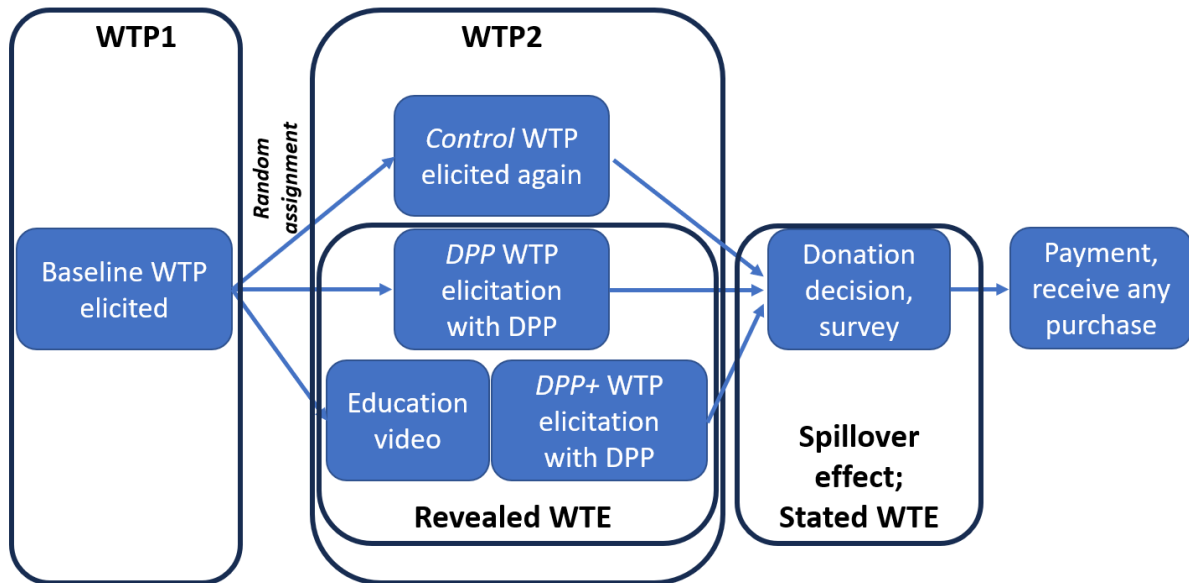 WTP1
WTP2
Random
assignment
Baseline WTP
elicited
Control WTP
elicited again
DPP WTP
elicitation
with DPP
Education
video
DPP+ WTP
elicitation
with DPP
Revealed WTE
Donation
decision,
survey
Spillover
effect;
Stated WTE
Payment,
receive any
purchase